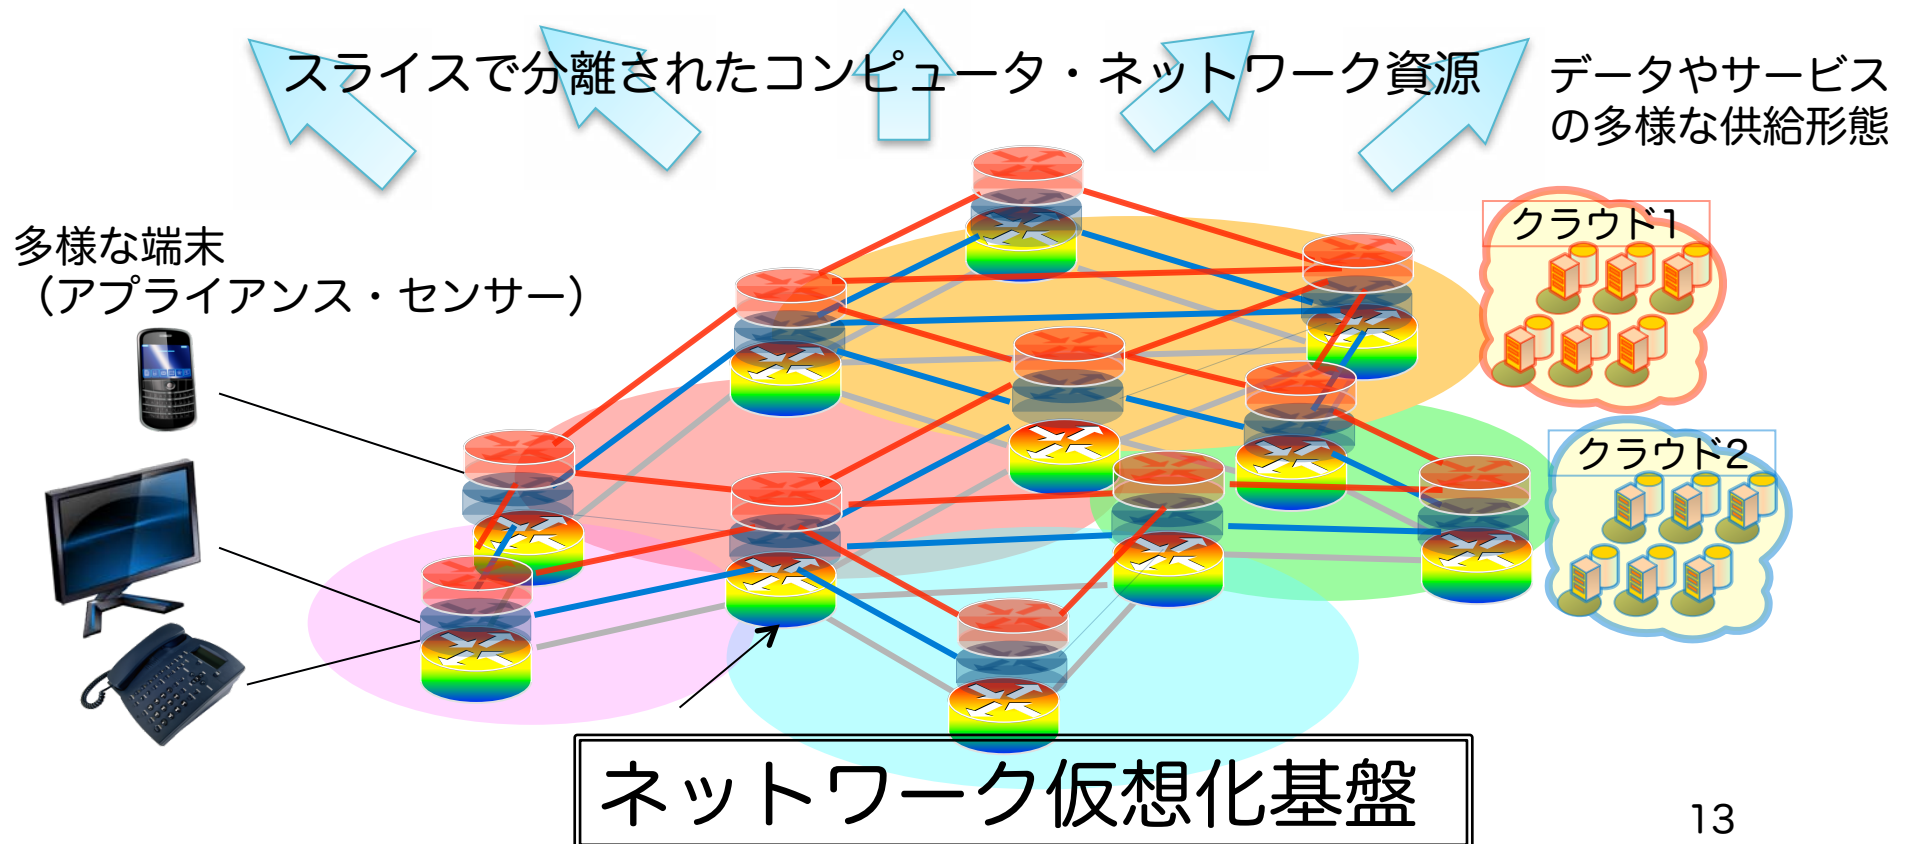 スライスで分離されたコンピュータ・ネットワーク資源
データやサービス
の多様な供給形態
多様な端末
（アプライアンス・センサー）
クラウド1
クラウド2
ネットワーク仮想化基盤
13